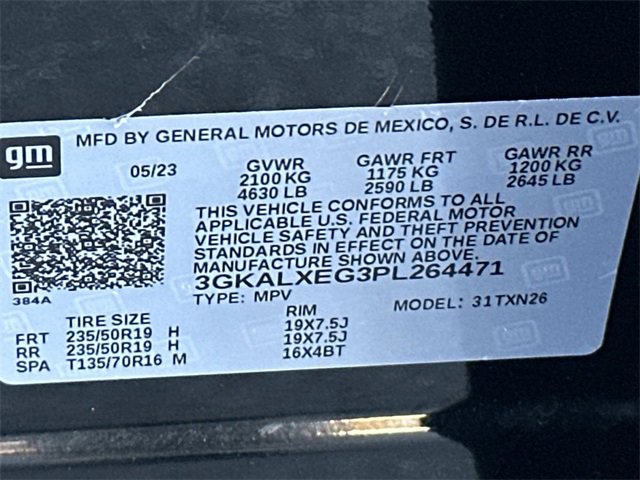 gm
MFD BY GENERAL MOTORS DE MEXICO, S. DE R.L. DE C.V.
05/23 GVWR GAWR FRT GAWR RR
2100 KG 1175 KG 1200 KG
4630 LB 2590 LB 2645 LB
THIS VEHICLE CONFORMS TO ALL
APPLICABLE U.S. FEDERAL MOTOR
VEHICLE SAFETY AND THEFT PREVENTION
STANDARDS IN EFFECT ON THE DATE OF
MANUFACTURE SHOWN ABOVE.
3GKALXEG3PL264471
384A
TYPE: MPV MODEL: 31TXN26
TIRE SIZE RIM
FRT 235/50R19 H 19X7.5J
RR 235/50R19 H 19X7.5J
SPA T135/70R16 M 16X4BT